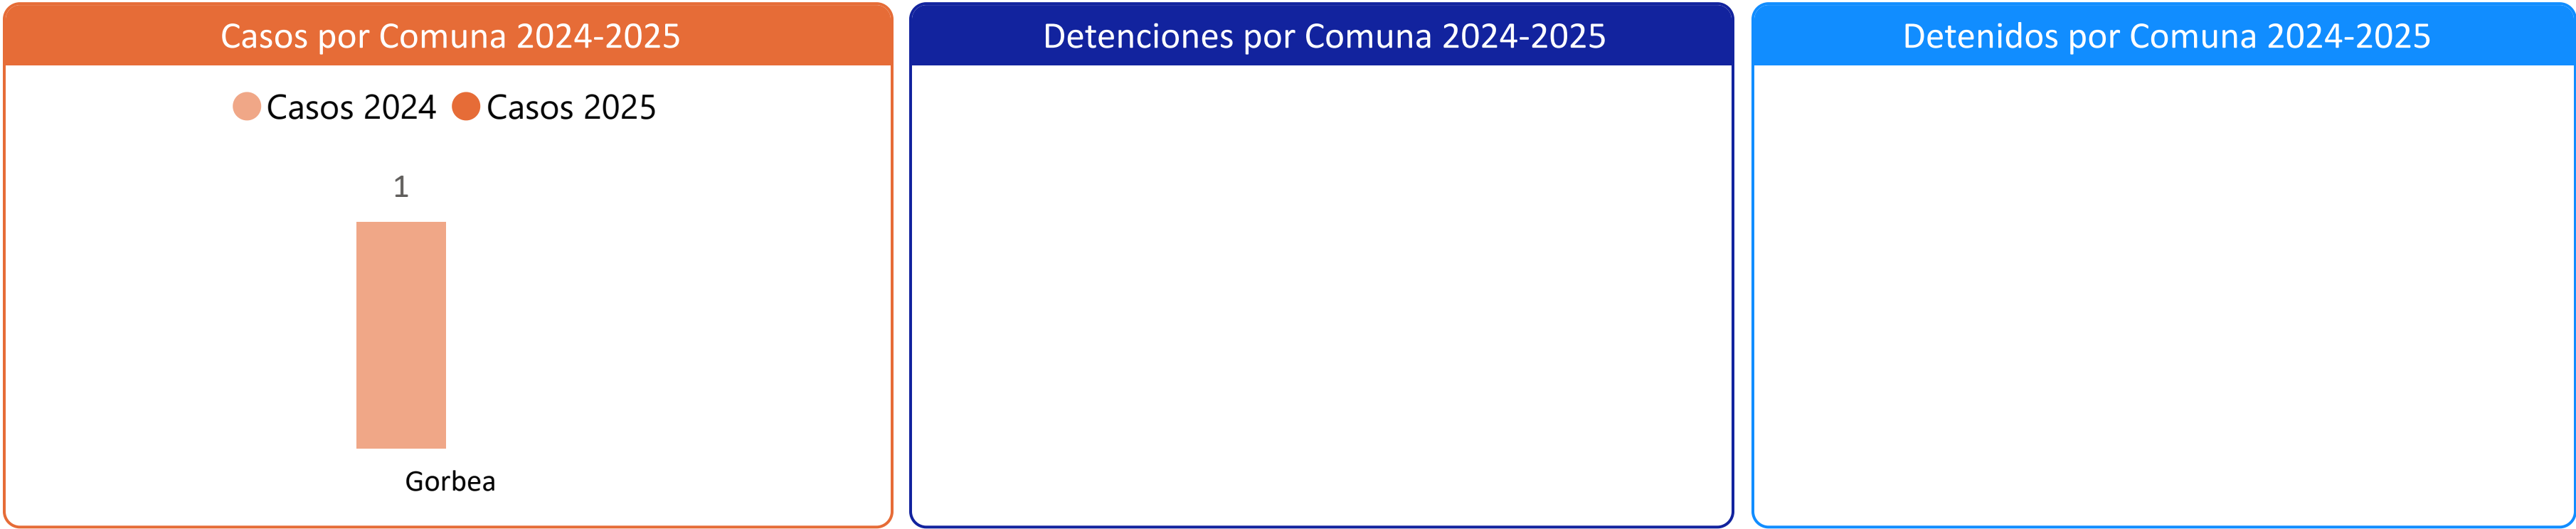 Casos por Comuna 2024-2025
Casos 2024 Casos 2025
1
Gorbea
Detenciones por Comuna 2024-2025
Detenidos por Comuna 2024-2025